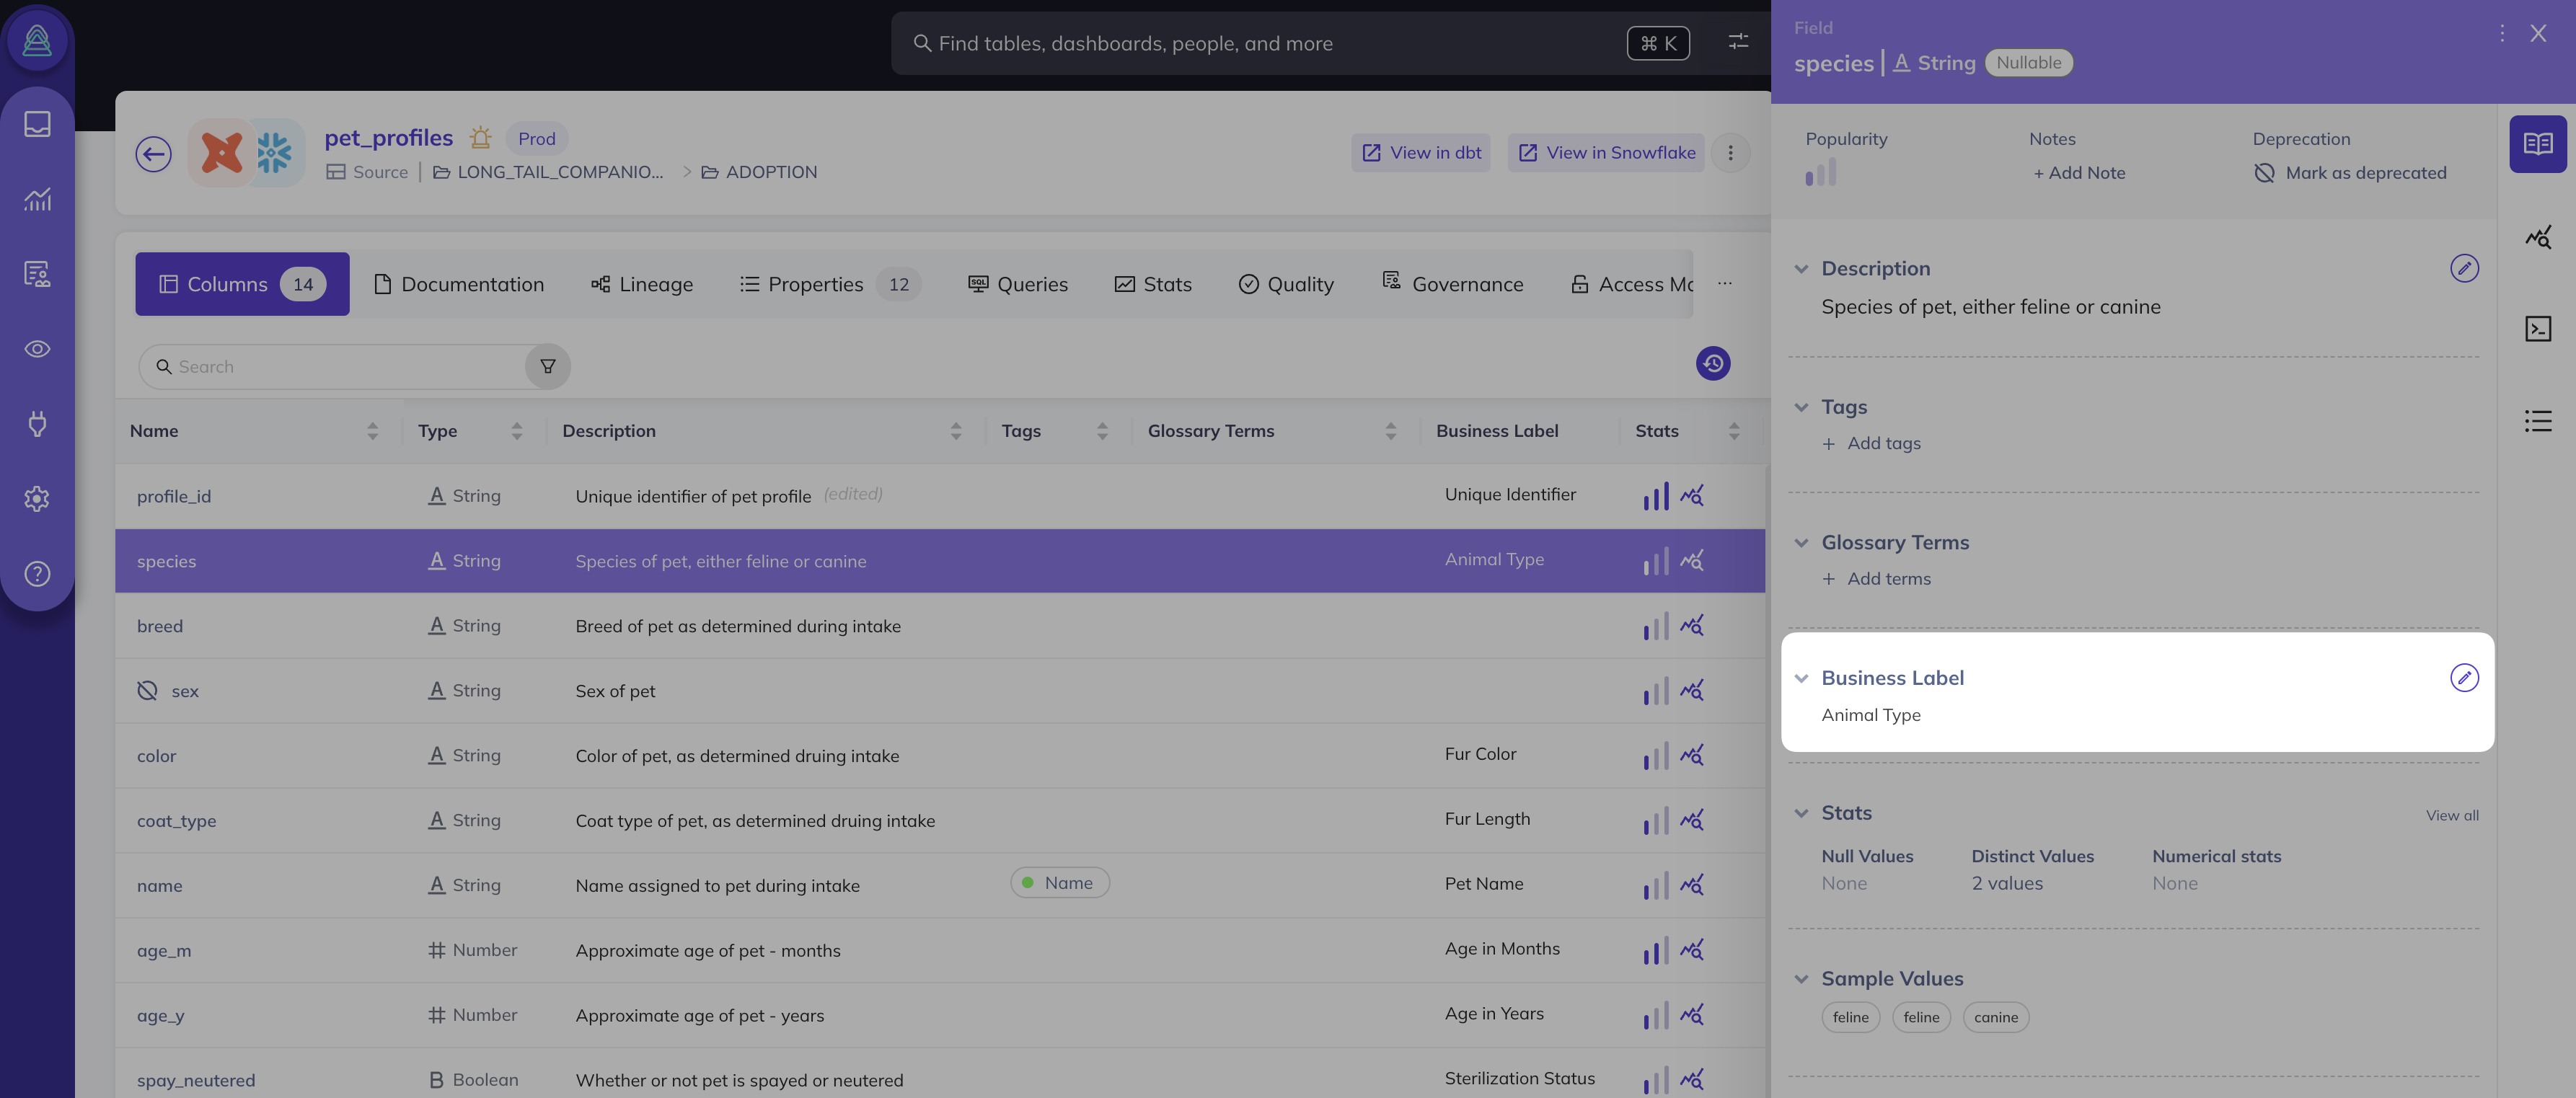 Find tables, dashboards, people, and more
⌘ K
pet_profiles
Prod
Source
LONG_TAIL_COMPANIO...
ADOPTION
View in dbt
View in Snowflake
Columns 14
Documentation
Lineage
Properties 12
SQL Queries
Stats
Quality
Governance
Access Mc
...
Search
Name Type Description Tags Glossary Terms Business Label Stats
profile_id String Unique identifier of pet profile (edited) Unique Identifier
species String Species of pet, either feline or canine Animal Type
breed String Breed of pet as determined during intake
sex String Sex of pet
color String Color of pet, as determined druing intake Fur Color
coat_type String Coat type of pet, as determined druing intake Fur Length
name String Name assigned to pet during intake Name Pet Name
age_m Number Approximate age of pet - months Age in Months
age_y Number Approximate age of pet - years Age in Years
spay_neutered B Boolean Whether or not pet is spayed or neutered Sterilization Status
Field
species A String Nullable
Popularity
Notes
+ Add Note
Deprecation
Mark as deprecated
Description
Species of pet, either feline or canine
Tags
+ Add tags
Glossary Terms
+ Add terms
Business Label
Animal Type
Stats
View all
Null Values Distinct Values Numerical stats
None 2 values None
Sample Values
feline feline canine